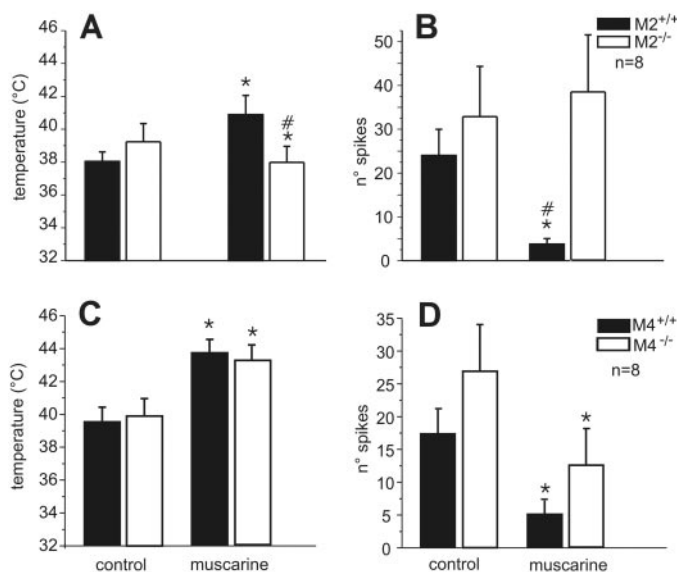 A
temperature (°C)
44
42
40
38
36
34
32
*
#
*
B
n° spikes
50
40
30
20
10
0
M2+/+
M2-/-
n=8
#
*
C
temperature (°C)
46
44
42
40
38
36
34
32
*
*
control
muscarine
D
n° spikes
35
30
25
20
15
10
5
0
M4+/+
M4 -/-
n=8
*
*
control
muscarine